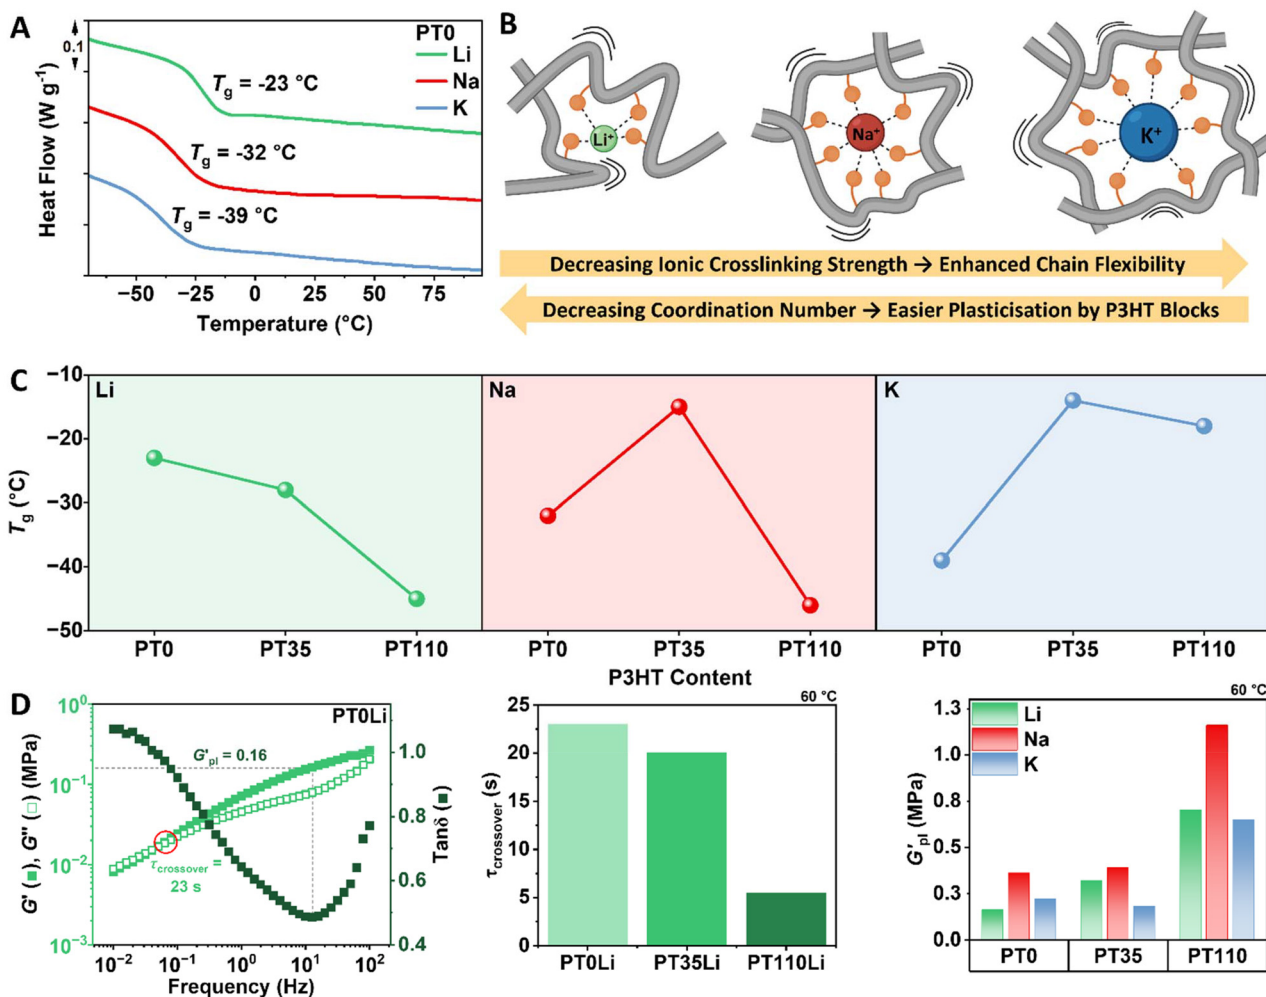 A
0.1
PT0
Li
Na
K
Tg = -23 °C
Tg = -32 °C
Tg = -39 °C
Heat Flow (W g⁻¹)
−50 −25 0 25 50 75
Temperature (°C)
B
Li⁺
Na⁺
K⁺
Decreasing Ionic Crosslinking Strength → Enhanced Chain Flexibility
Decreasing Coordination Number → Easier Plasticisation by P3HT Blocks
C
Li
Na
K
−10
−20
−30
−40
−50
Tg (°C)
PT0 PT35 PT110
PT0 PT35 PT110
PT0 PT35 PT110
P3HT Content
D
PT0Li
10⁰
10⁻¹
10⁻²
10⁻³
G' (■), G'' (□) (MPa)
G'pl = 0.16
τcrossover =
23 s
1.0
0.8
0.6
0.4
Tanδ (■)
10⁻² 10⁻¹ 10⁰ 10¹ 10²
Frequency (Hz)
60 °C
25
20
15
10
5
0
τcrossover (s)
PT0Li PT35Li PT110Li
60 °C
Li
Na
K
1.3
1.0
0.8
0.5
0.3
0.0
G'pl (MPa)
PT0 PT35 PT110